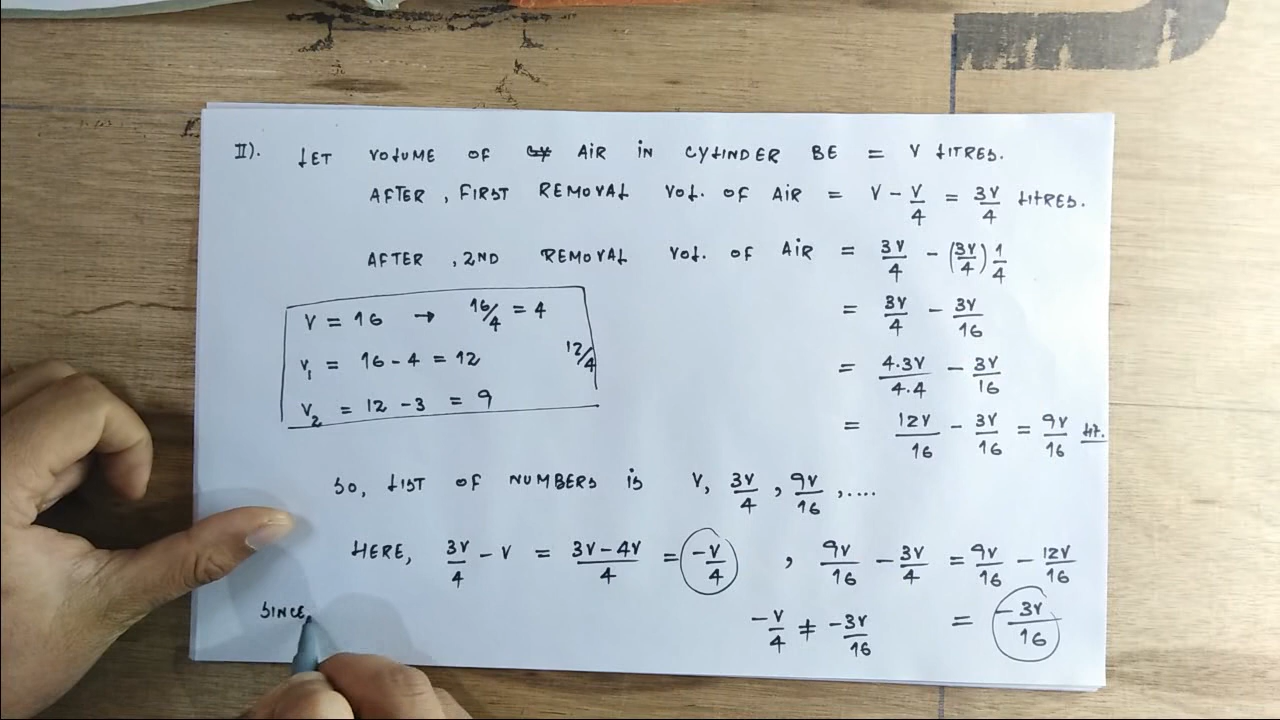 II). LET VOLUME OF AIR IN CYLINDER BE = V LITRES.
AFTER, FIRST REMOVAL VOL. OF AIR = V - V/4 = 3V/4 LITRES.
AFTER, 2ND REMOVAL VOL. OF AIR = 3V/4 - (3V/4) 1/4
= 3V/4 - 3V/16
= 4.3V/4.4 - 3V/16
= 12V/16 - 3V/16 = 9V/16 Lt.
V = 16 → 16/4 = 4
V₁ = 16 - 4 = 12 12/4
V₂ = 12 - 3 = 9
SO, LIST OF NUMBERS IS V, 3V/4, 9V/16, ....
HERE, 3V/4 - V = 3V-4V/4 = -V/4 , 9V/16 - 3V/4 = 9V/16 - 12V/16
= -3V/16
-V/4 ≠ -3V/16
SINCE,